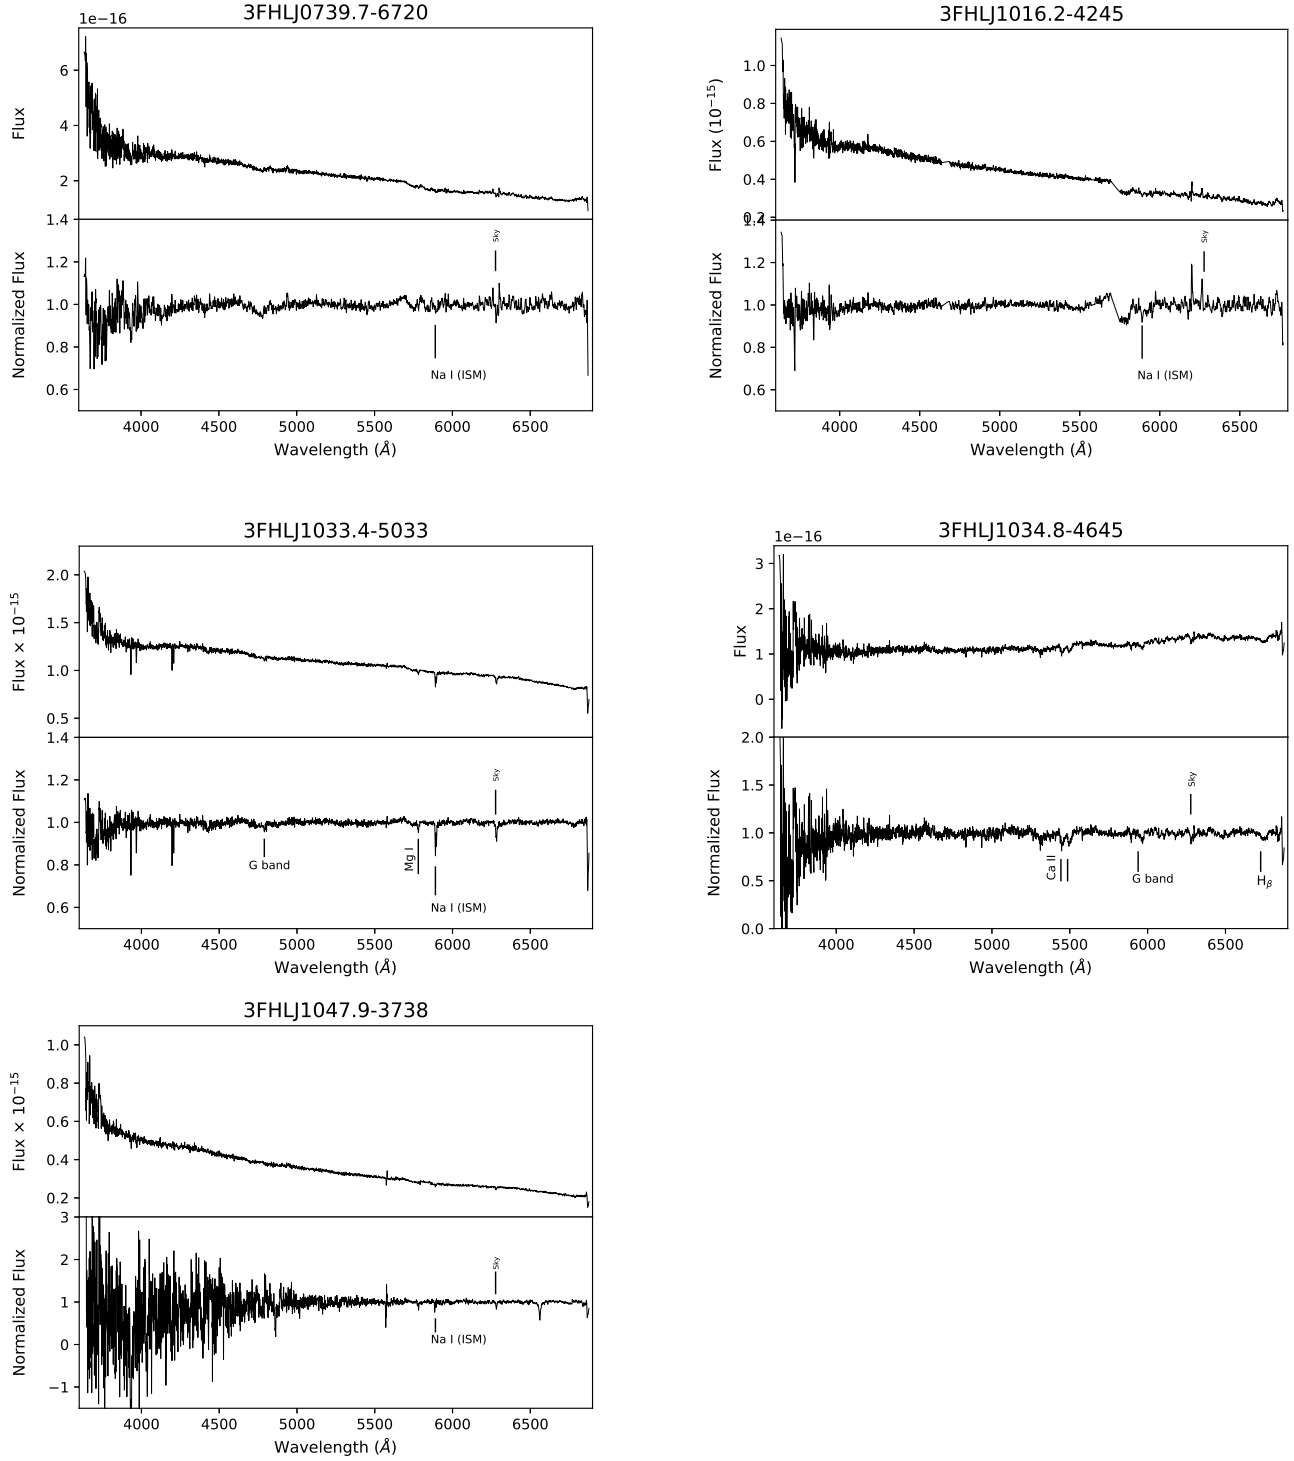 3FHLJ0739.7-6720
1e−16
Flux
6
4
2
1.4
1.2
1.0
0.8
0.6
Normalized Flux
Sky
Na I (ISM)
4000 4500 5000 5500 6000 6500
Wavelength (Å)
3FHLJ1016.2-4245
Flux (10⁻¹⁵)
1.0
0.8
0.6
0.4
0.2
1.4
1.2
1.0
0.8
0.6
Normalized Flux
Sky
Na I (ISM)
4000 4500 5000 5500 6000 6500
Wavelength (Å)
3FHLJ1033.4-5033
Flux × 10⁻¹⁵
2.0
1.5
1.0
0.5
1.4
1.2
1.0
0.8
0.6
Normalized Flux
Sky
G band
Mg I
Na I (ISM)
4000 4500 5000 5500 6000 6500
Wavelength (Å)
3FHLJ1034.8-4645
1e−16
Flux
3
2
1
0
2.0
1.5
1.0
0.5
0.0
Normalized Flux
Sky
Ca II
G band
Hβ
4000 4500 5000 5500 6000 6500
Wavelength (Å)
3FHLJ1047.9-3738
Flux × 10⁻¹⁵
1.0
0.8
0.6
0.4
0.2
3
2
1
0
−1
Normalized Flux
Sky
Na I (ISM)
4000 4500 5000 5500 6000 6500
Wavelength (Å)